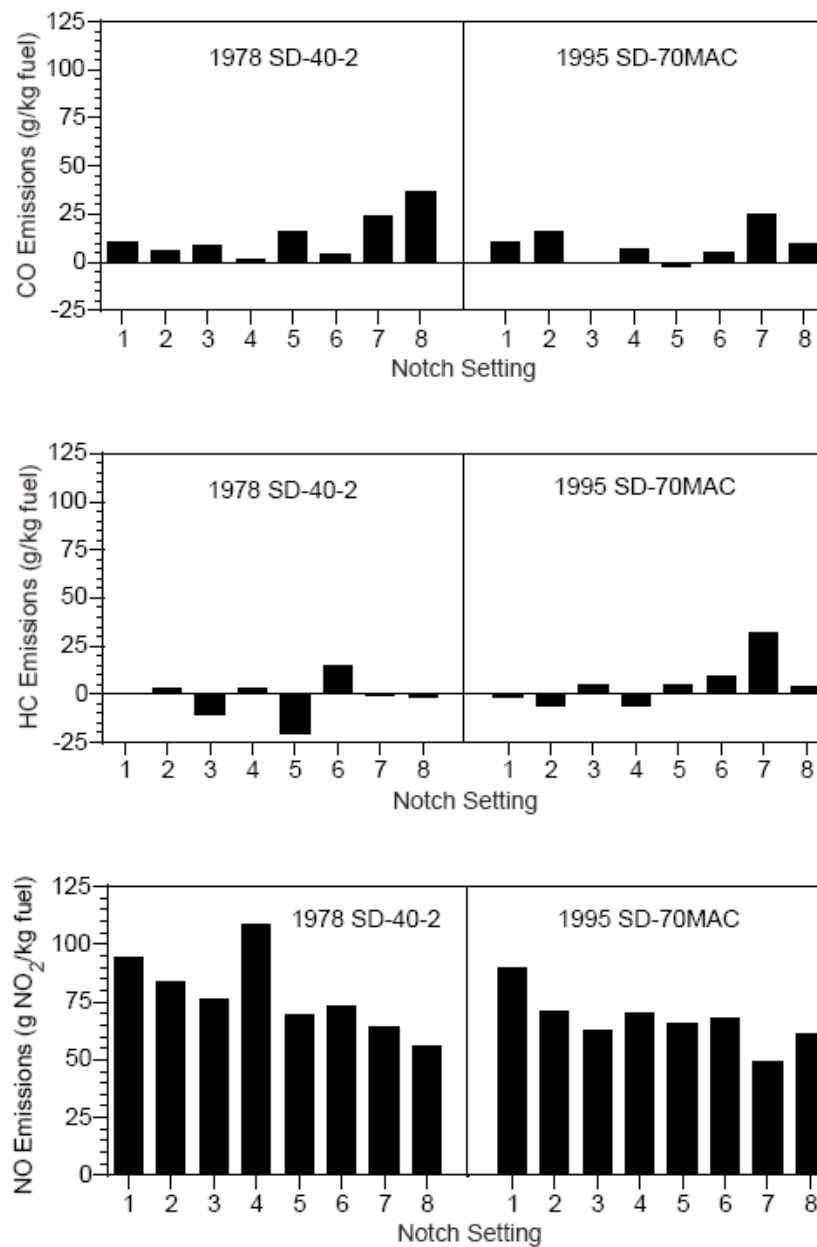 CO Emissions (g/kg fuel)
125
100
75
50
25
0
-25
1978 SD-40-2
1995 SD-70MAC
1 2 3 4 5 6 7 8 1 2 3 4 5 6 7 8
Notch Setting
HC Emissions (g/kg fuel)
125
100
75
50
25
0
-25
1978 SD-40-2
1995 SD-70MAC
1 2 3 4 5 6 7 8 1 2 3 4 5 6 7 8
Notch Setting
NO Emissions (g NO₂/kg fuel)
125
100
75
50
25
0
1978 SD-40-2
1995 SD-70MAC
1 2 3 4 5 6 7 8 1 2 3 4 5 6 7 8
Notch Setting